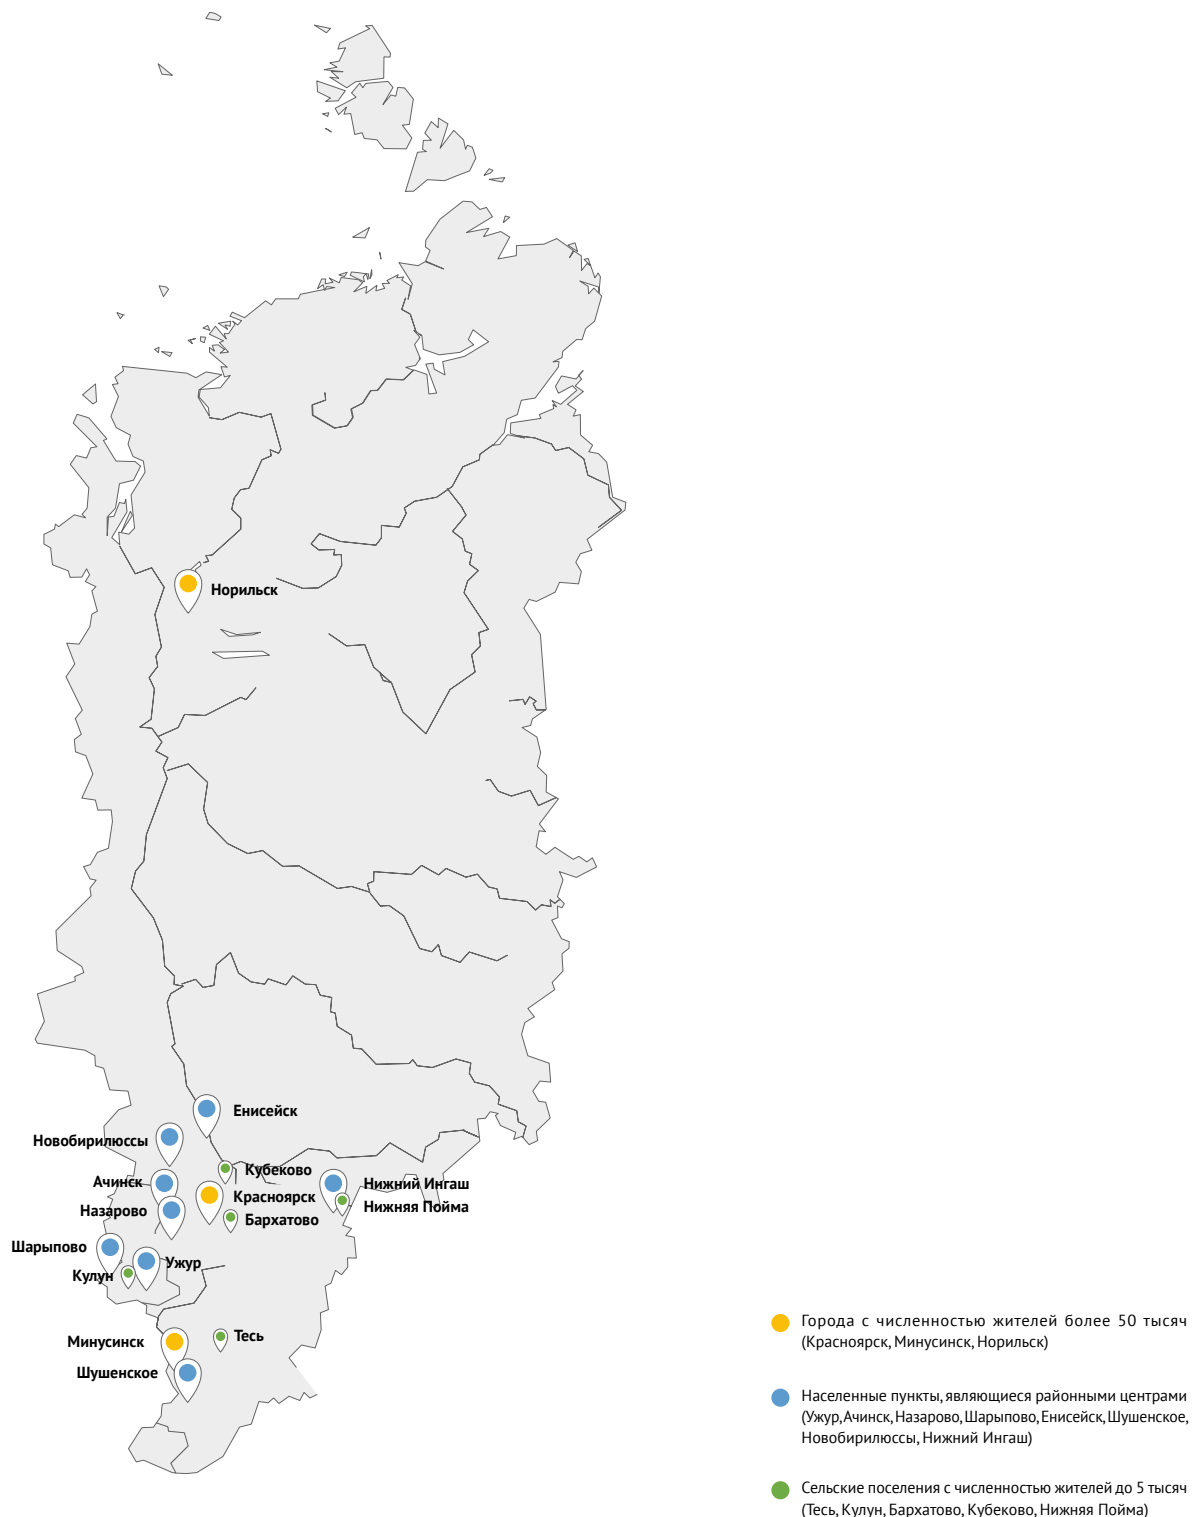 Норильск
Енисейск
Новобирилюссы
Кубеково
Ачинск
Нижний Ингаш
Красноярск
Нижняя Пойма
Назарово
Бархатово
Шарыпово
Ужур
Кулун
Тесь
Минусинск
Шушенское
Города с численностью жителей более 50 тысяч
(Красноярск, Минусинск, Норильск)
Населенные пункты, являющиеся районными центрами
(Ужур, Ачинск, Назарово, Шарыпово, Енисейск, Шушенское,
Новобирилюссы, Нижний Ингаш)
Сельские поселения с численностью жителей до 5 тысяч
(Тесь, Кулун, Бархатово, Кубеково, Нижняя Пойма)